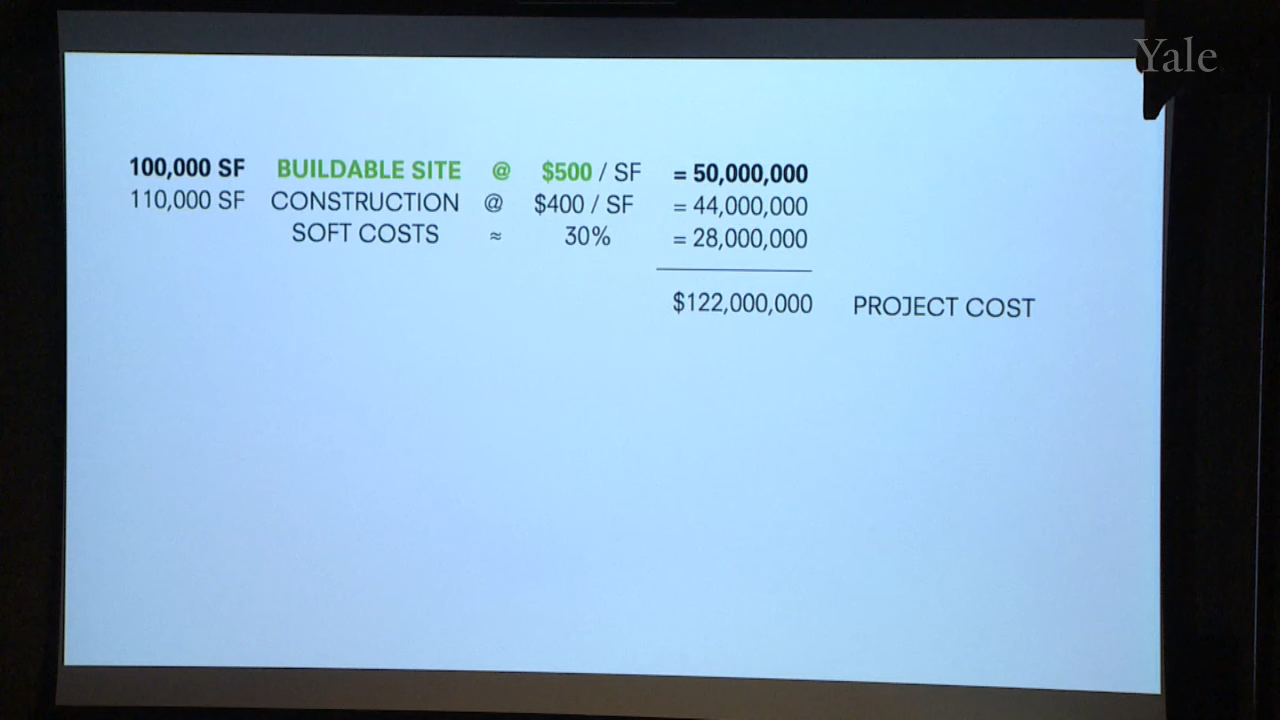 Yale
100,000 SF BUILDABLE SITE @ $500 / SF = 50,000,000
110,000 SF CONSTRUCTION @ $400 / SF = 44,000,000
SOFT COSTS ≈ 30% = 28,000,000
$122,000,000 PROJECT COST